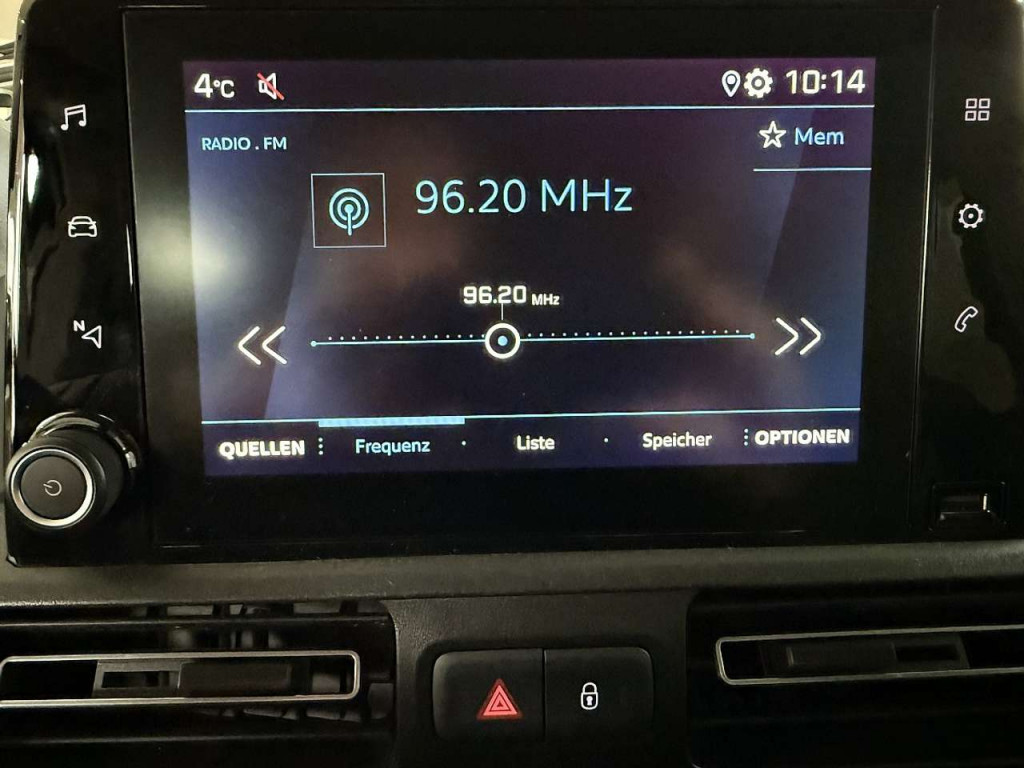 4°C 10:14
RADIO . FM
Mem
96.20 MHz
96.20 MHz
N
QUELLEN Frequenz Liste Speicher OPTIONEN